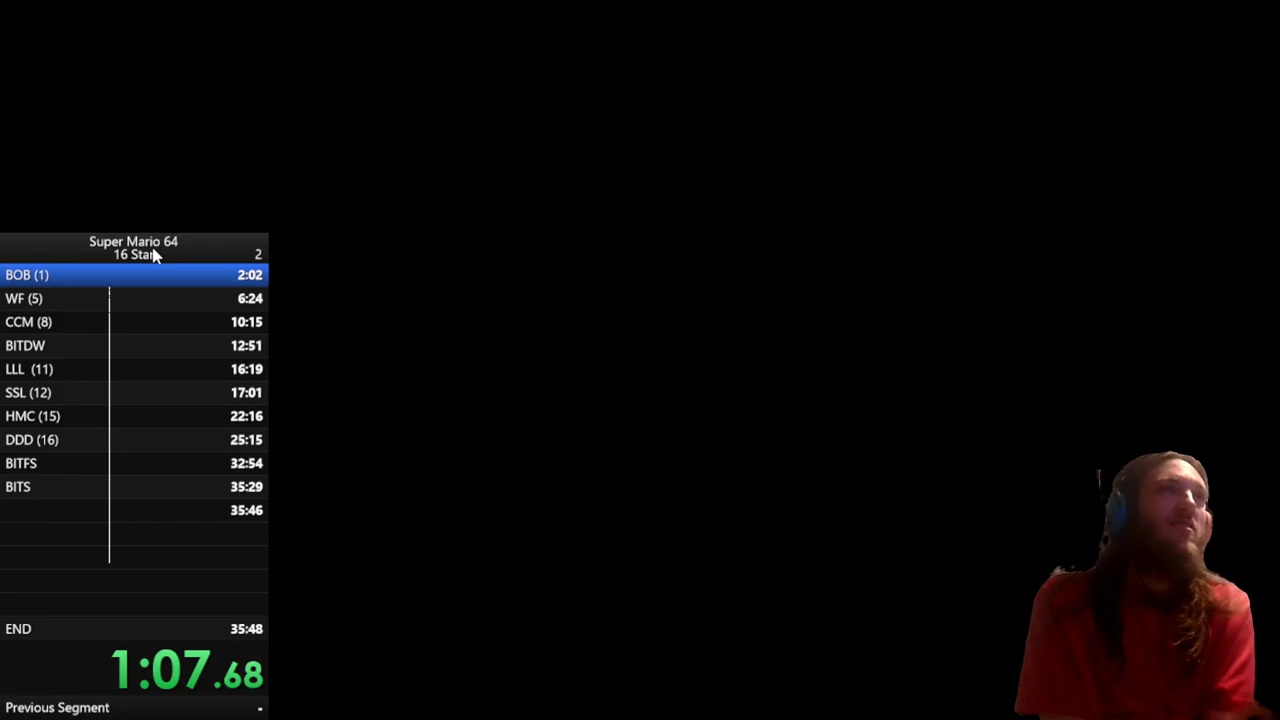 Super Mario 64
16 Star 2
BOB (1) 2:02
WF (5) 6:24
CCM (8) 10:15
BITDW 12:51
LLL (11) 16:19
SSL (12) 17:01
HMC (15) 22:16
DDD (16) 25:15
BITFS 32:54
BITS 35:29
35:46
END 35:48
1:07.68
Previous Segment -